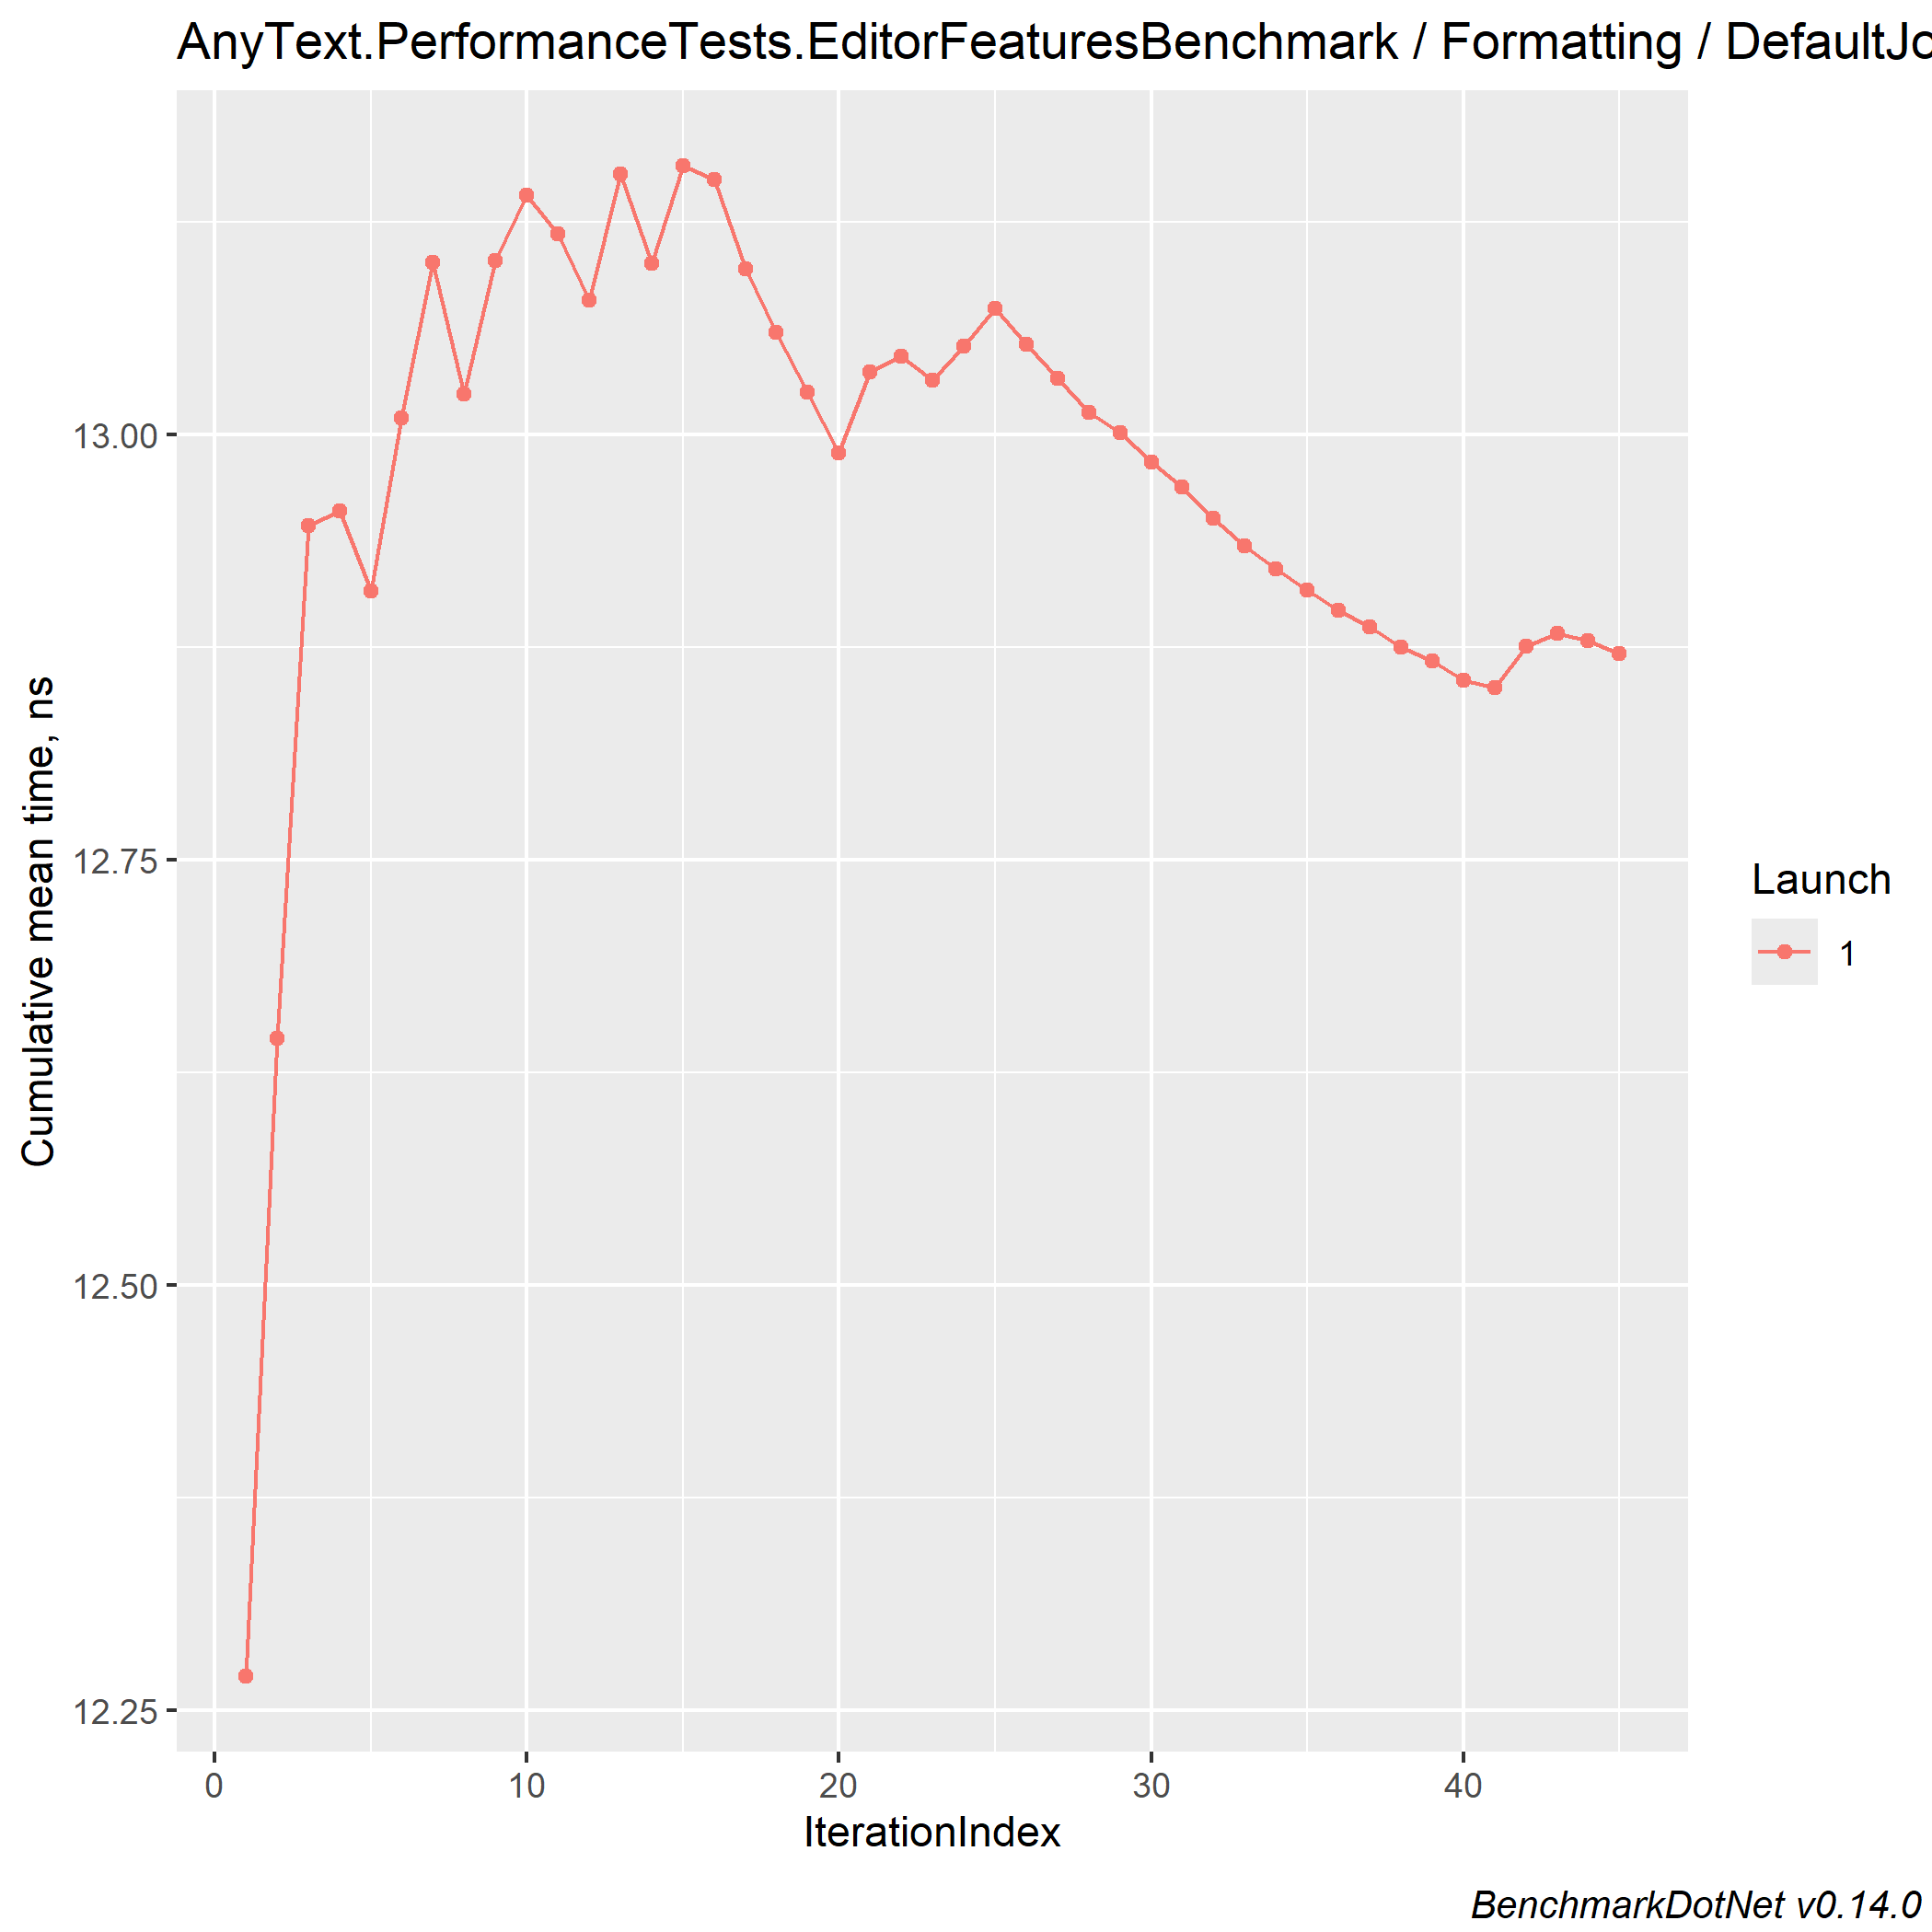 AnyText.PerformanceTests.EditorFeaturesBenchmark / Formatting / DefaultJo
Cumulative mean time, ns
13.00
12.75
12.50
12.25
0 10 20 30 40
IterationIndex
Launch
1
BenchmarkDotNet v0.14.0